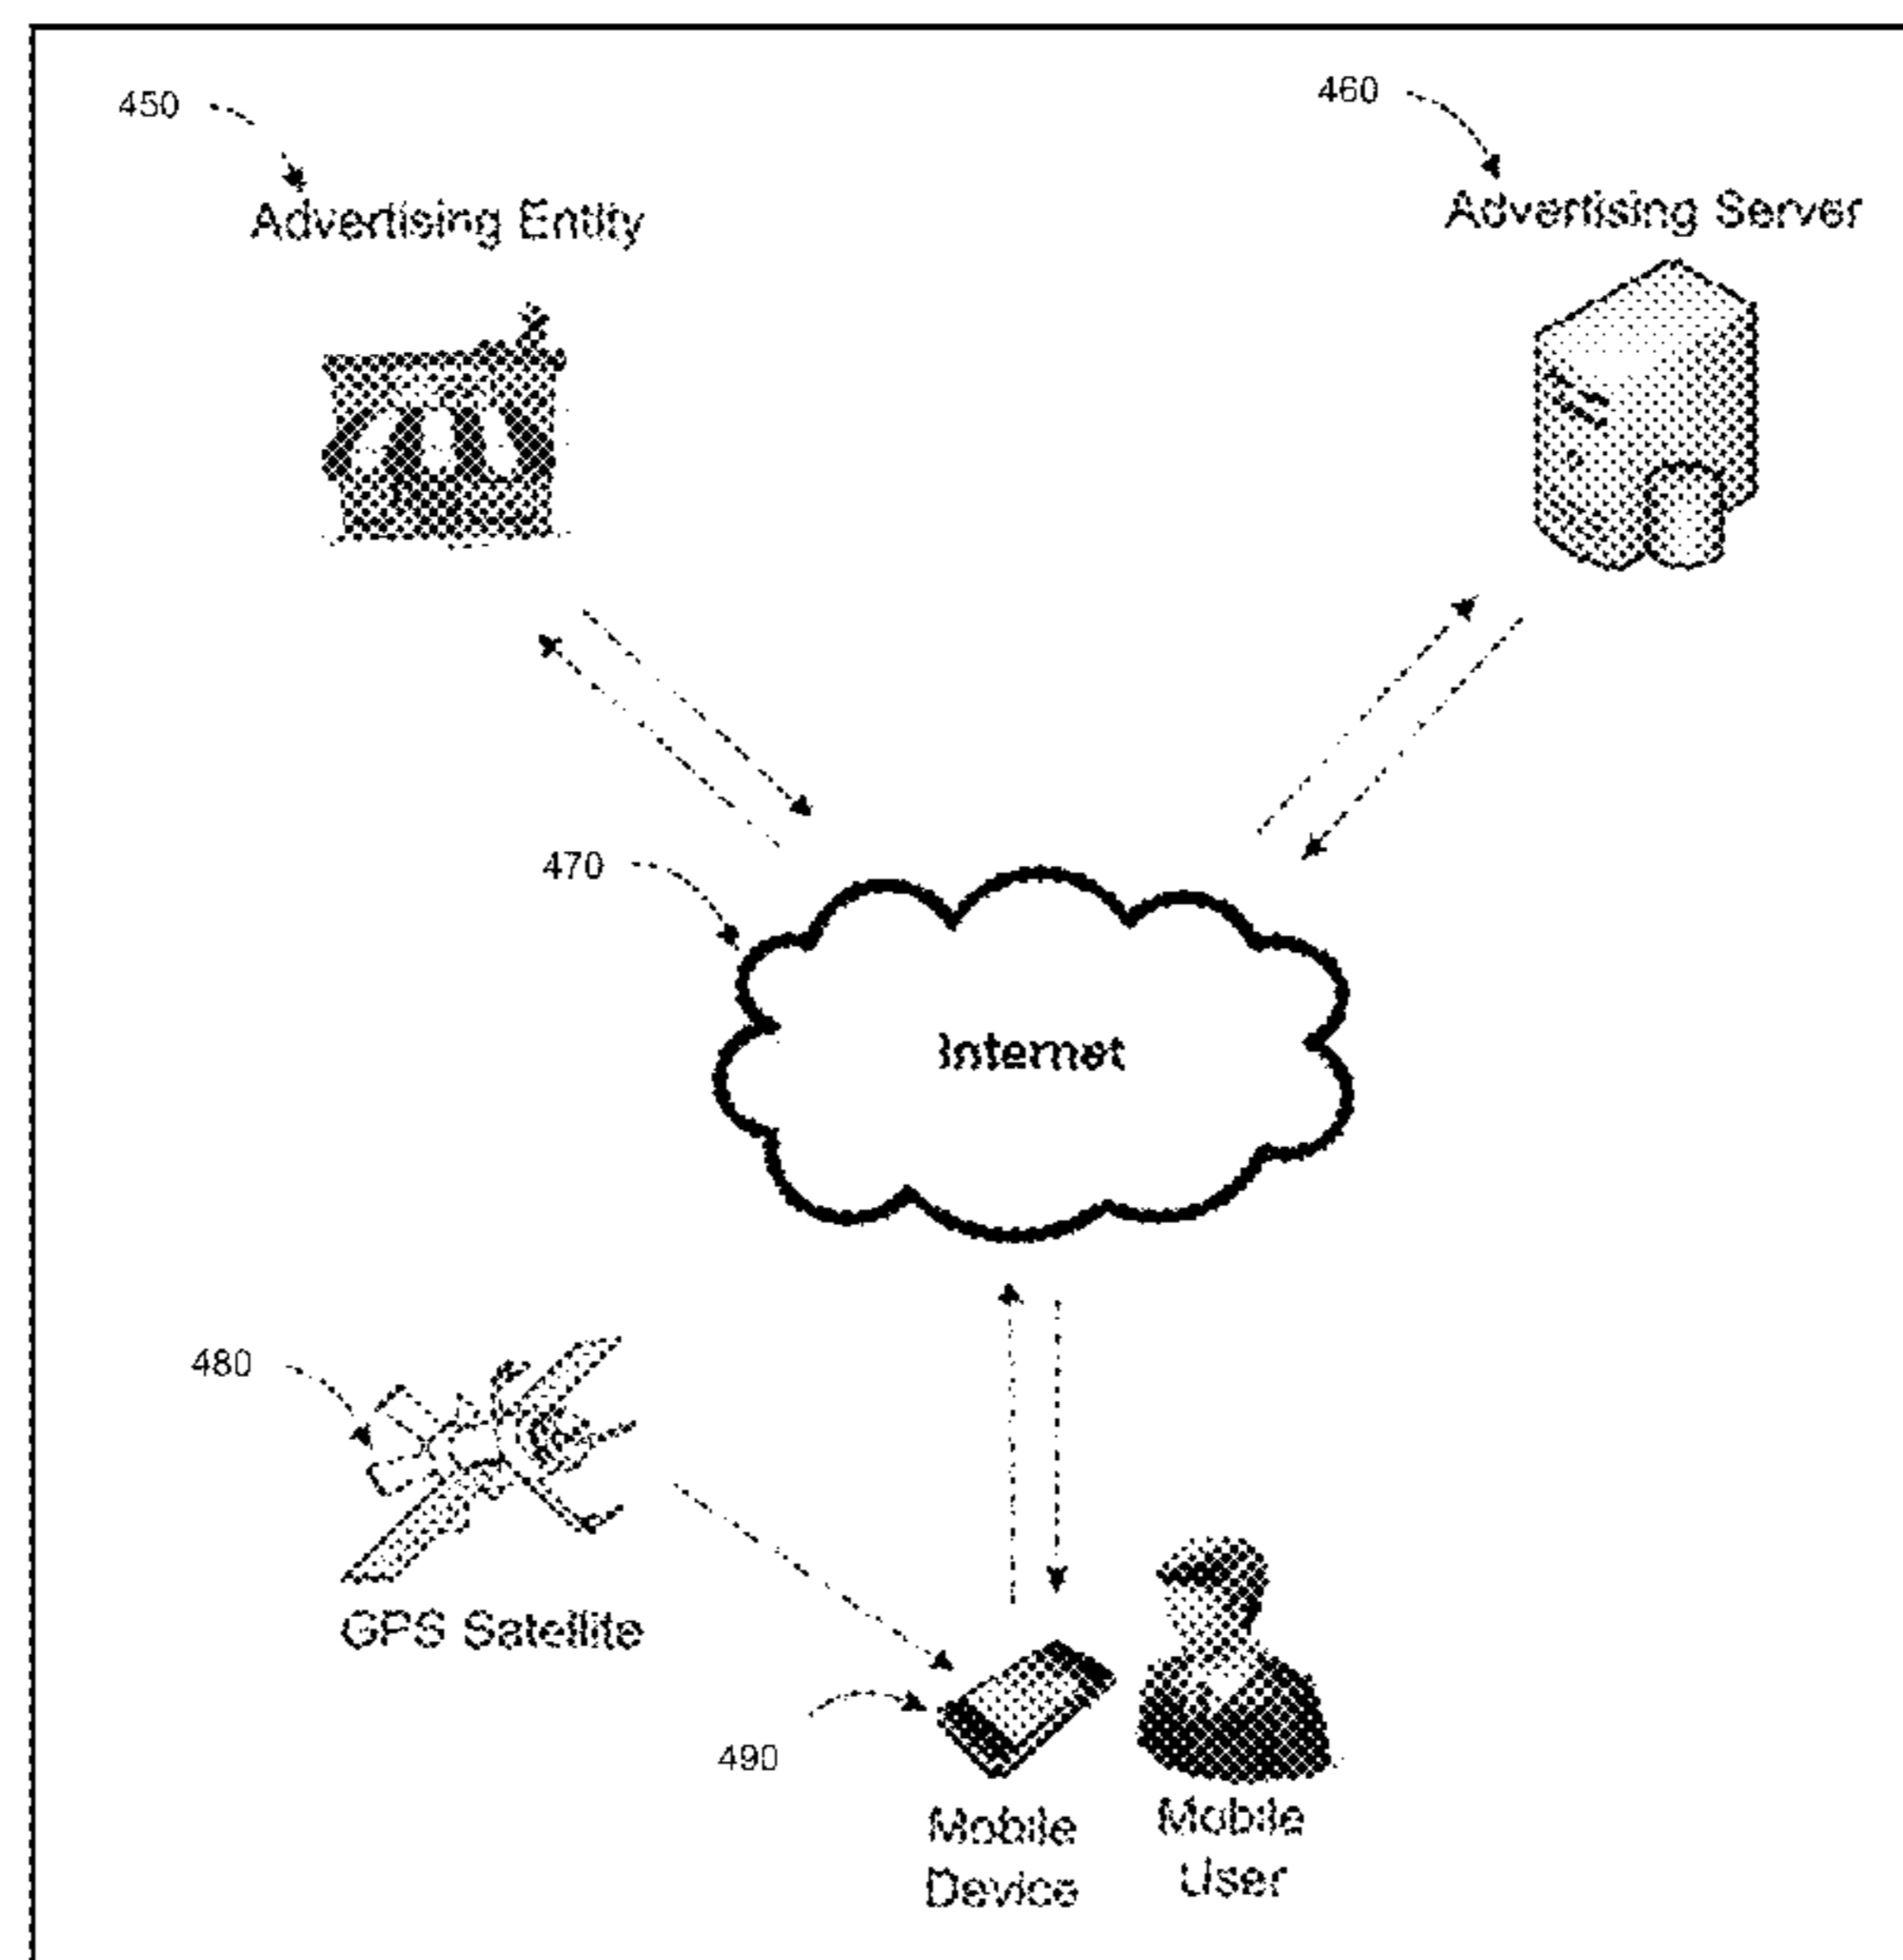 450
460
Advertising Entity
Advertising Server
470
Internet
480
GPS Satellite
490
Mobile
Device
Mobile
User